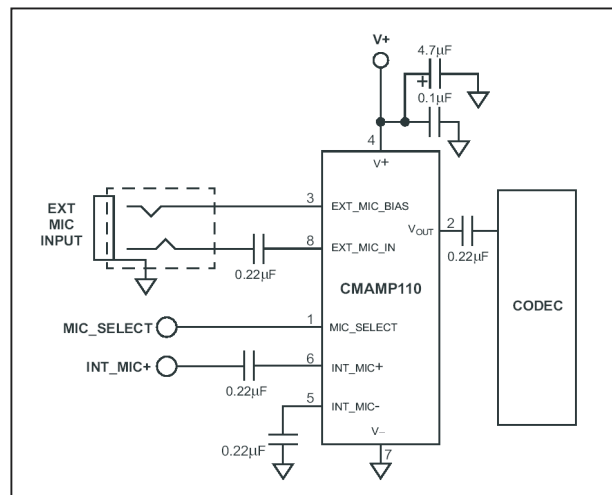 V+
4.7µF
+
0.1µF
4
V+
EXT
MIC
INPUT
3
EXT_MIC_BIAS
8
EXT_MIC_IN
0.22µF
VOUT
2
0.22µF
CMAMP110
CODEC
MIC_SELECT
1
MIC_SELECT
INT_MIC+
6
INT_MIC+
0.22µF
5
INT_MIC-
0.22µF
V–
7